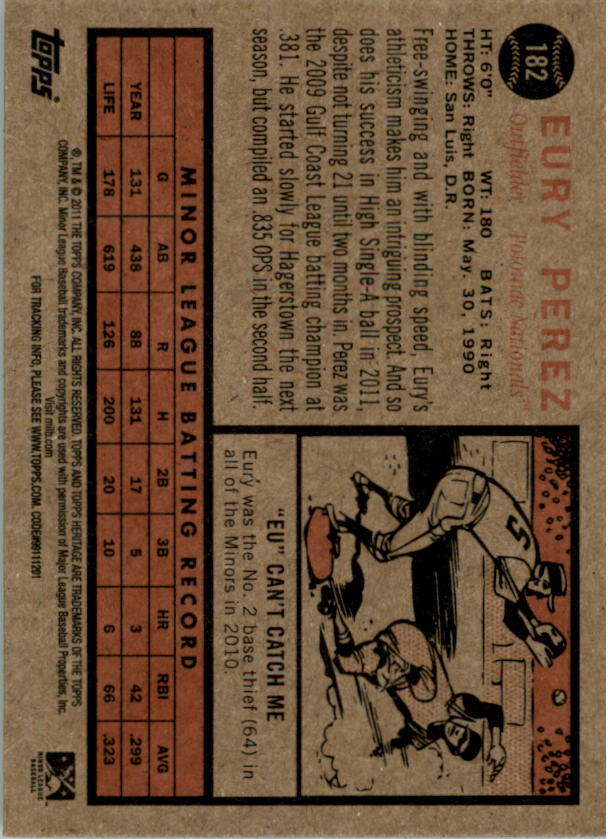 182
EURY PEREZ
Outfielder, Potomac Nationals™
HT: 6'0" WT: 180 BATS: Right
THROWS: Right BORN: May. 30, 1990
HOME: San Luis, D.R.
Free-swinging and with blinding speed, Eury's
athleticism makes him an intriguing prospect. And so
does his success in High Single-A ball in 2011,
despite not turning 21 until two months in. Perez was
the 2009 Gulf Coast League batting champion at
.381. He started slowly for Hagerstown the next
season, but compiled an .835 OPS in the second half.
5
"EU" CAN'T CATCH ME
Eury was the No. 2 base thief (64) in
all of the Minors in 2010.
MINOR LEAGUE BATTING RECORD
YEAR G AB R H 2B 3B HR RBI AVG
131 438 88 131 17 5 3 42 .299
LIFE 178 619 126 200 20 10 6 66 .323
topps®
®, TM & © 2011 THE TOPPS COMPANY, INC. ALL RIGHTS RESERVED. TOPPS AND TOPPS HERITAGE ARE TRADEMARKS OF THE TOPPS
COMPANY, INC. Minor League Baseball trademarks and copyrights are used with permission of Major League Baseball Properties, Inc.
Visit milb.com
FOR TRACKING INFO, PLEASE SEE WWW.TOPPS.COM. CODE#99111201
MINOR LEAGUE
BASEBALL